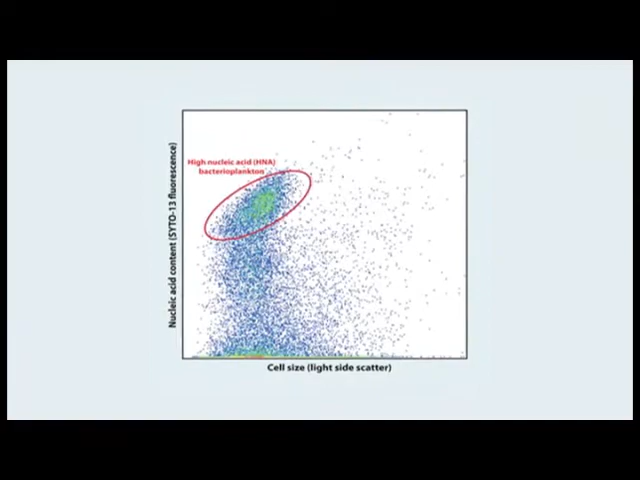 High nucleic acid (HNA)
bacterioplankton
Nucleic acid content (SYTO-13 fluorescence)
Cell size (light side scatter)